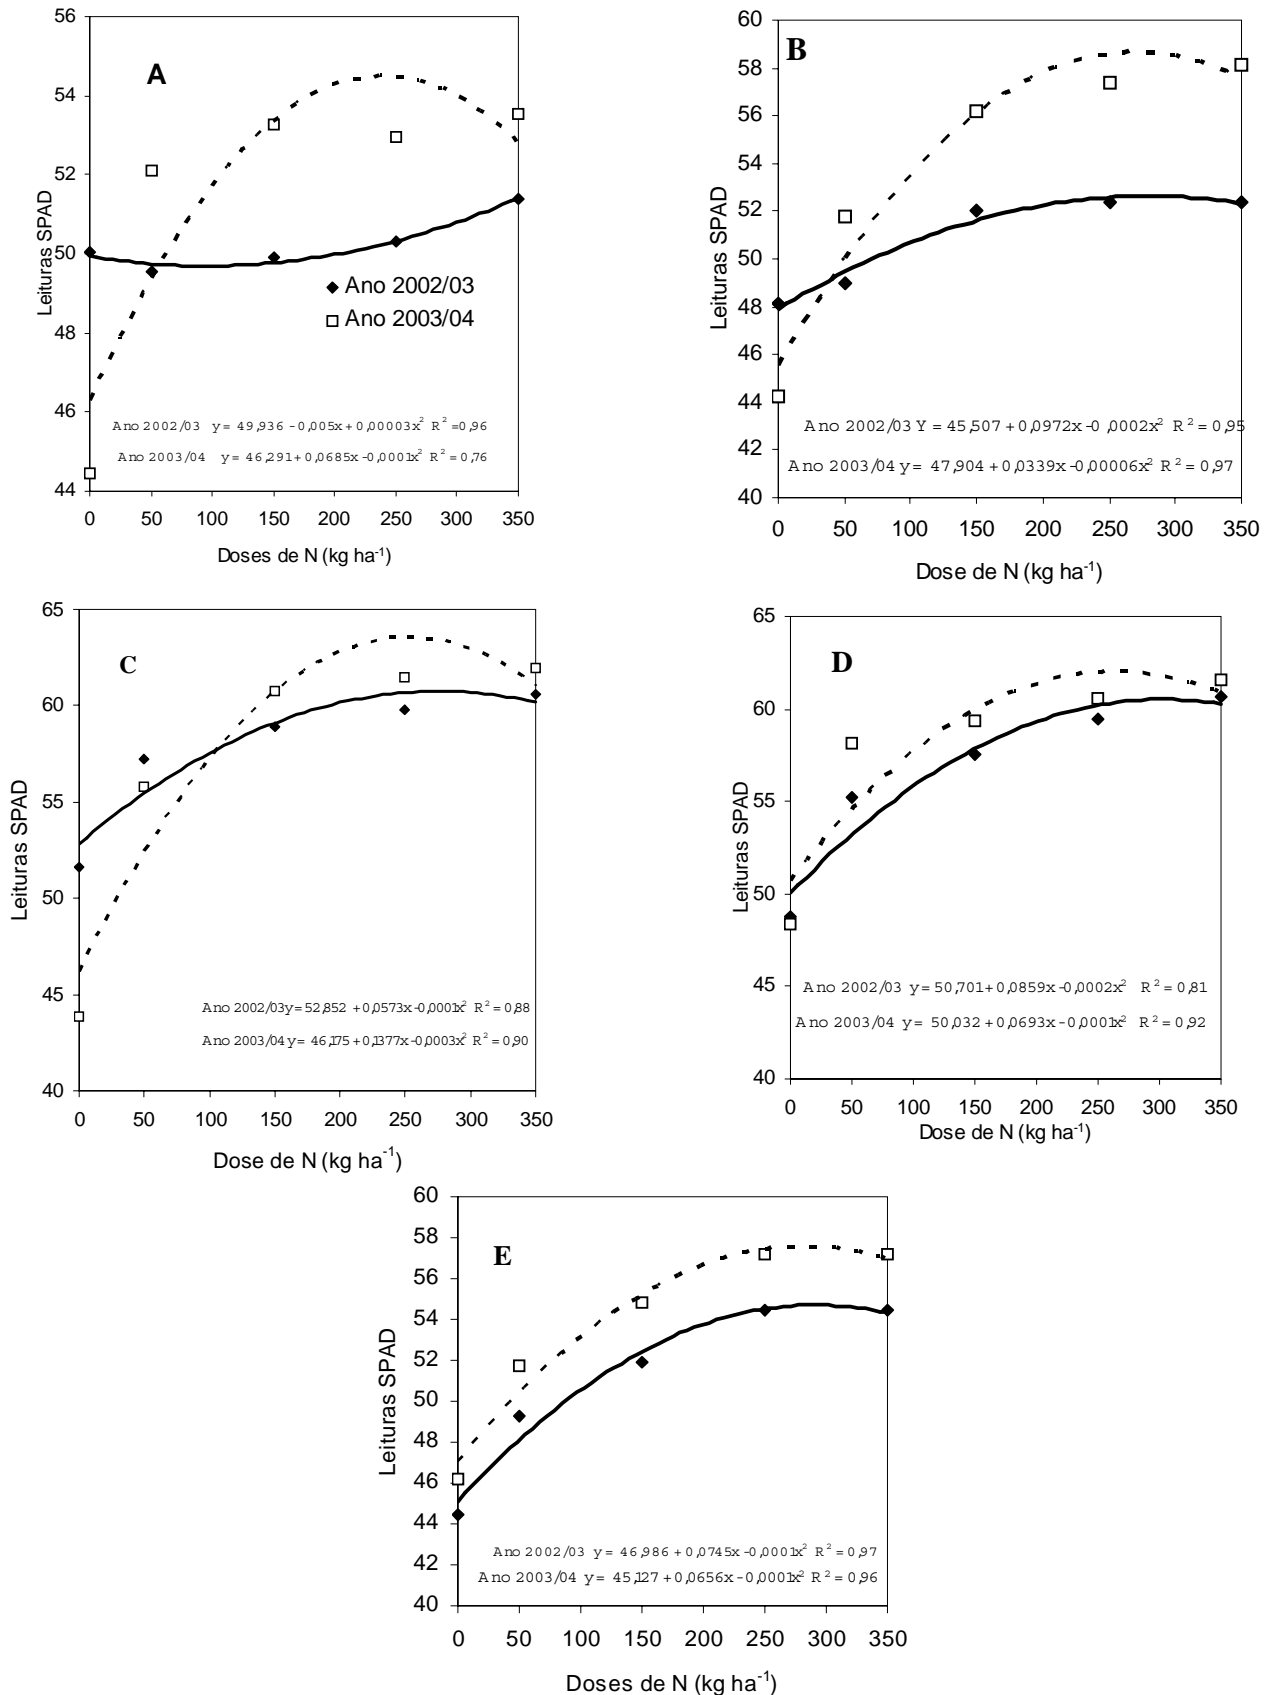 56
54
52
50
48
46
44
Leituras SPAD
A
Ano 2002/03
Ano 2003/04
Ano 2002/03 y = 49,936 - 0,005x + 0,00003x² R² = 0,96
Ano 2003/04 y = 46,291 + 0,0685x - 0,0001x² R² = 0,76
0 50 100 150 200 250 300 350
Doses de N (kg ha⁻¹)
60
58
56
54
52
50
48
46
44
42
40
Leituras SPAD
B
Ano 2002/03 Y = 45,507 + 0,0972x - 0,0002x² R² = 0,95
Ano 2003/04 y = 47,904 + 0,0339x - 0,00006x² R² = 0,97
0 50 100 150 200 250 300 350
Dose de N (kg ha⁻¹)
65
60
55
50
45
40
Leituras SPAD
C
Ano 2002/03 y = 52,852 + 0,0573x - 0,0001x² R² = 0,88
Ano 2003/04 y = 46,175 + 0,1377x - 0,0003x² R² = 0,90
0 50 100 150 200 250 300 350
Dose de N (kg ha⁻¹)
65
60
55
50
45
40
Leituras SPAD
D
Ano 2002/03 y = 50,701 + 0,0859x - 0,0002x² R² = 0,81
Ano 2003/04 y = 50,032 + 0,0693x - 0,0001x² R² = 0,92
0 50 100 150 200 250 300 350
Dose de N (kg ha⁻¹)
60
58
56
54
52
50
48
46
44
42
40
Leituras SPAD
E
Ano 2002/03 y = 46,986 + 0,0745x - 0,0001x² R² = 0,97
Ano 2003/04 y = 45,127 + 0,0656x - 0,0001x² R² = 0,96
0 50 100 150 200 250 300 350
Doses de N (kg ha⁻¹)